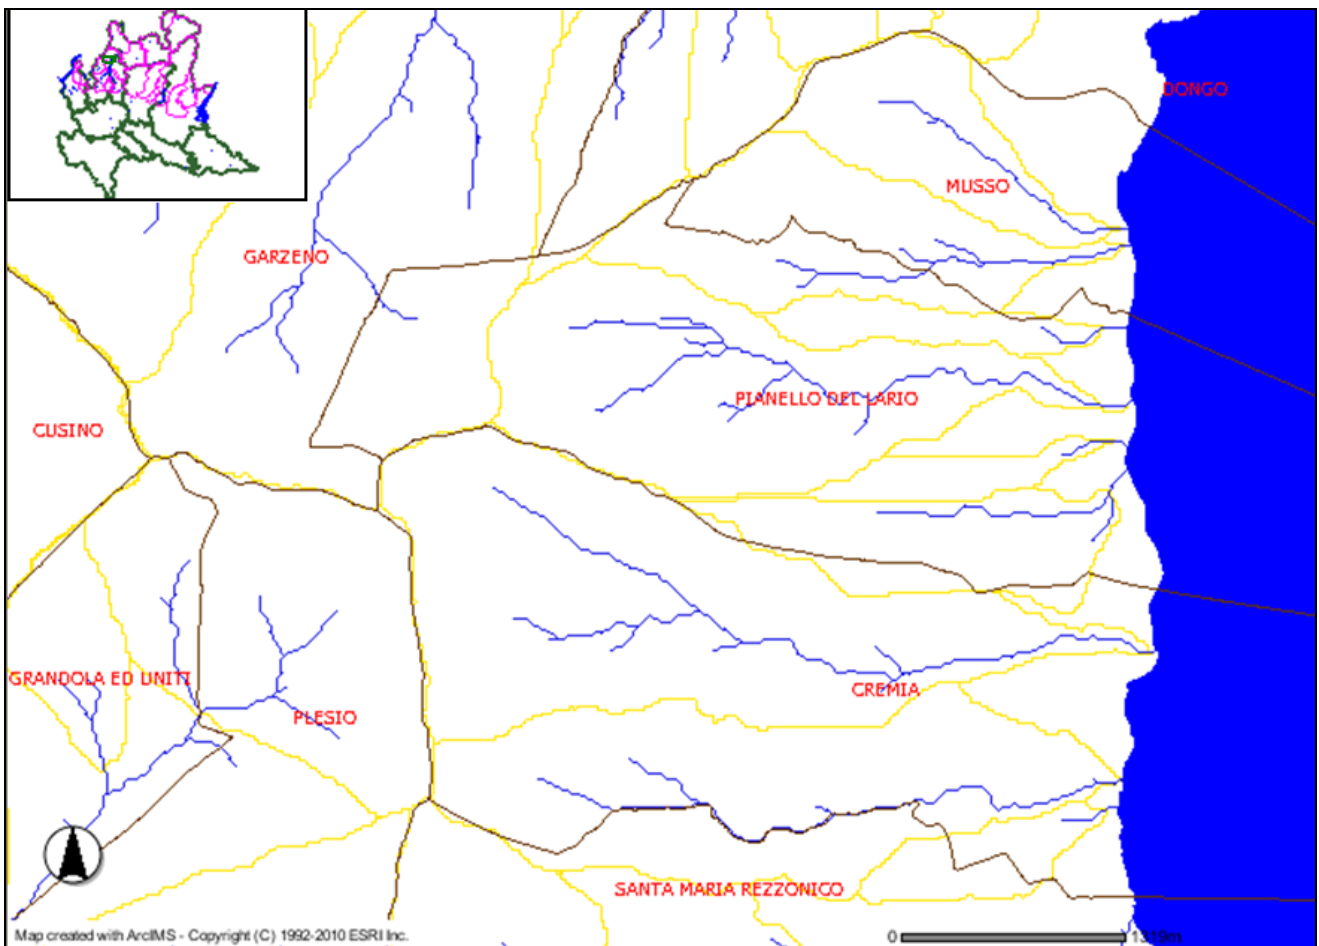 DONGO
MUSSO
GARZENO
PIANELLO DEL LARIO
CUSINO
GRANDOLA ED UNITI
CREMIA
PLESIO
SANTA MARIA REZZONICO
Map created with ArcIMS - Copyright (C) 1992-2010 ESRI Inc.
0 1319m